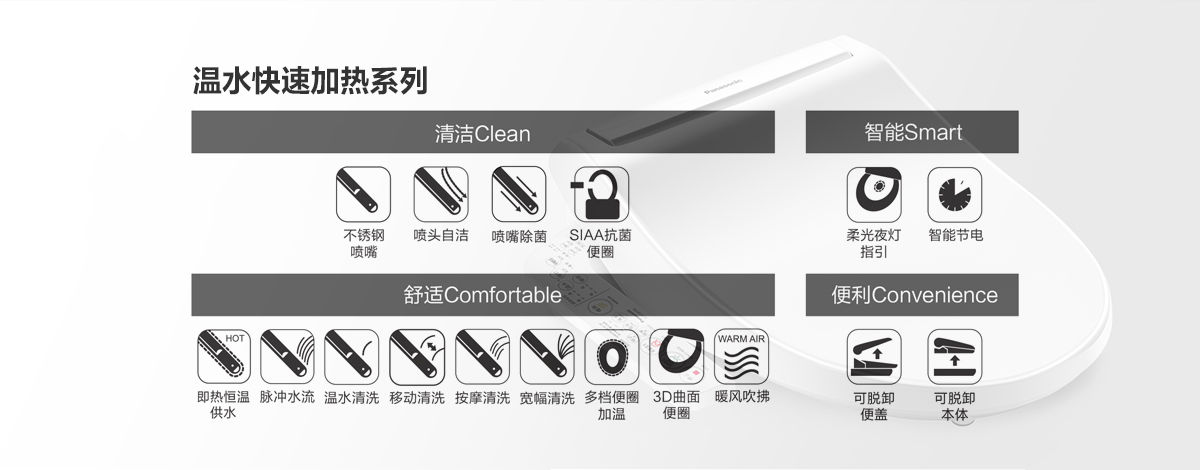 温水快速加热系列
Panasonic
清洁Clean
智能Smart
不锈钢
喷嘴
喷头自洁
喷嘴除菌
SIAA抗菌
便圈
柔光夜灯
指引
智能节电
舒适Comfortable
便利Convenience
HOT
WARM AIR
即热恒温
供水
脉冲水流
温水清洗
移动清洗
按摩清洗
宽幅清洗
多档便圈
加温
3D曲面
便圈
暖风吹拂
可脱卸
便盖
可脱卸
本体